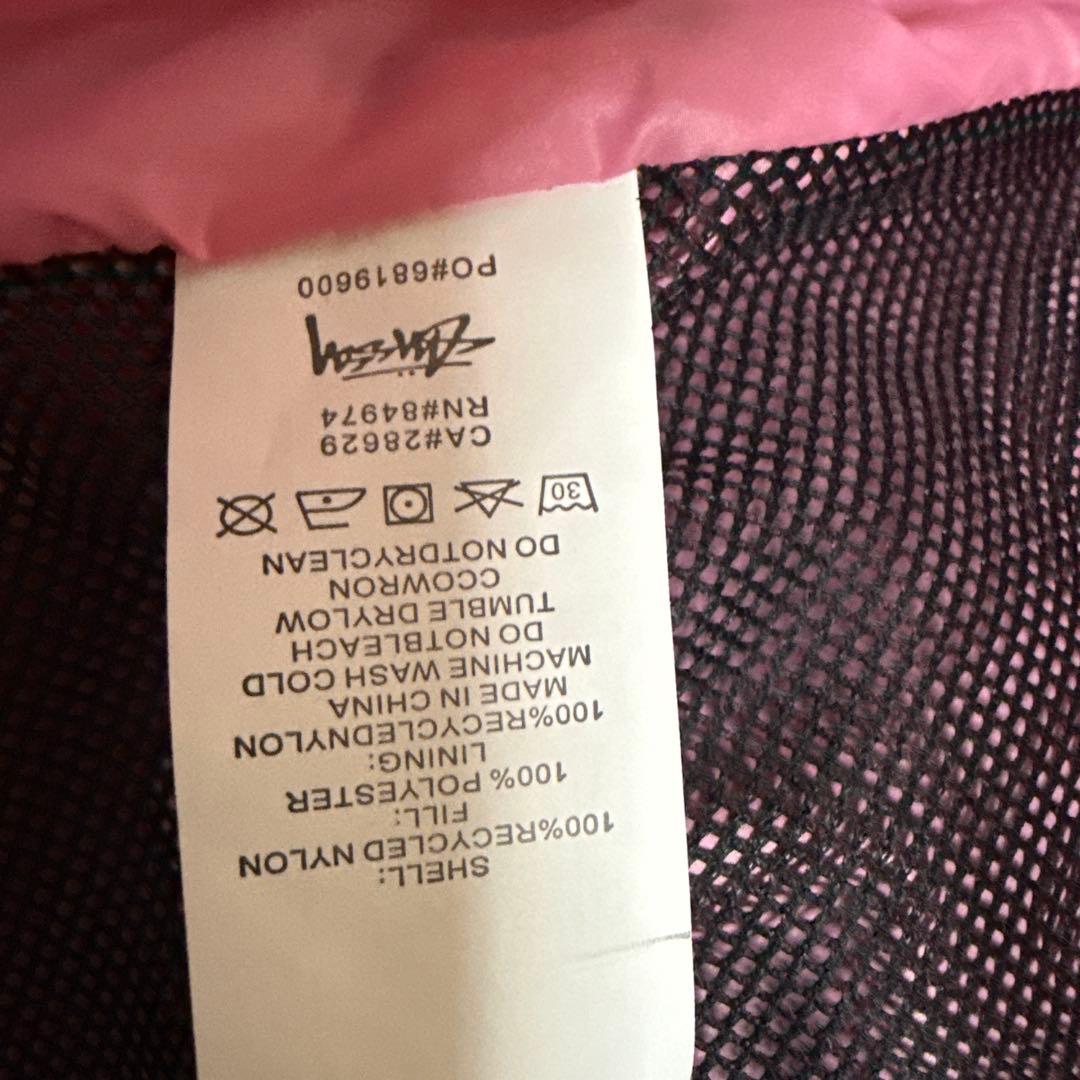 SHELL:
100%RECYCLED NYLON
FILL:
100% POLYESTER
LINING:
100%RECYCLEDNYLON
MADE IN CHINA
MACHINE WASH COLD
DO NOTBLEACH
TUMBLE DRYLOW
CCOWRON
DO NOTDRYCLEAN
30
CA#28629
RN#84974
Stüssy
PO#6819600